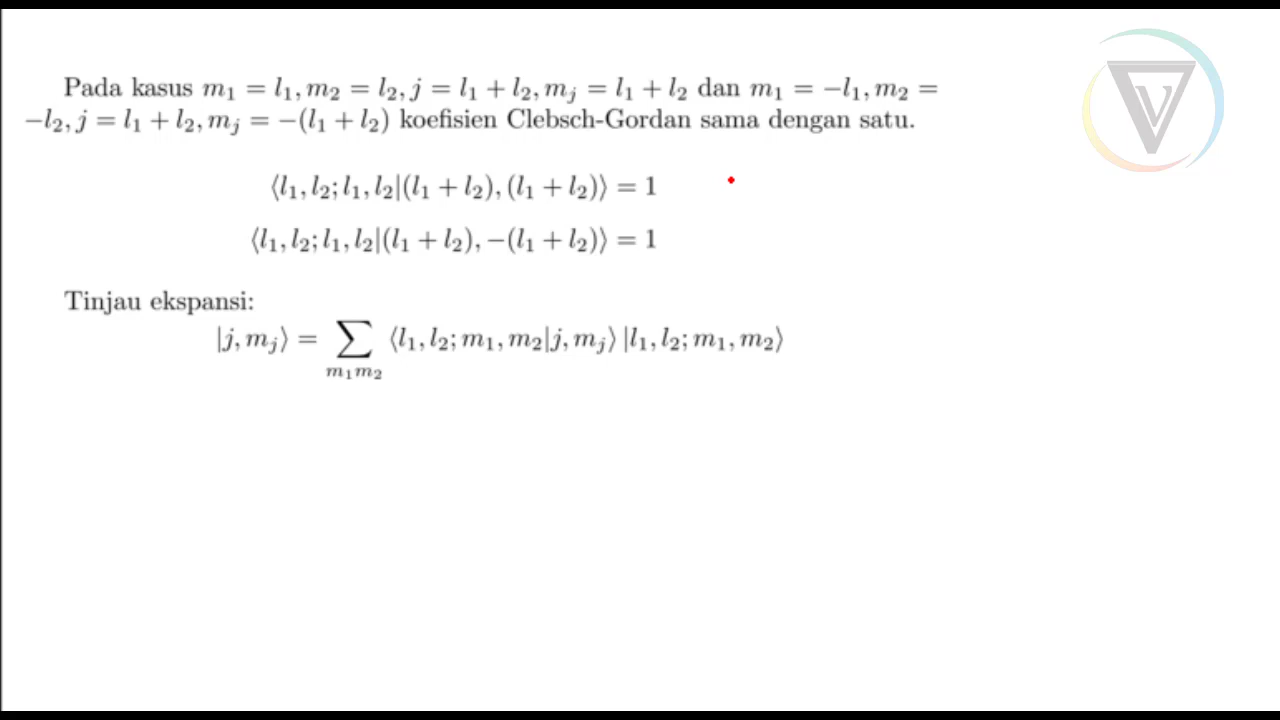 Pada kasus m₁ = l₁, m₂ = l₂, j = l₁ + l₂, mⱼ = l₁ + l₂ dan m₁ = −l₁, m₂ =
−l₂, j = l₁ + l₂, mⱼ = −(l₁ + l₂) koefisien Clebsch-Gordan sama dengan satu.
⟨l₁, l₂; l₁, l₂|(l₁ + l₂), (l₁ + l₂)⟩ = 1
⟨l₁, l₂; l₁, l₂|(l₁ + l₂), −(l₁ + l₂)⟩ = 1
Tinjau ekspansi:
|j, mⱼ⟩ = ∑ ⟨l₁, l₂; m₁, m₂|j, mⱼ⟩ |l₁, l₂; m₁, m₂⟩
m₁m₂